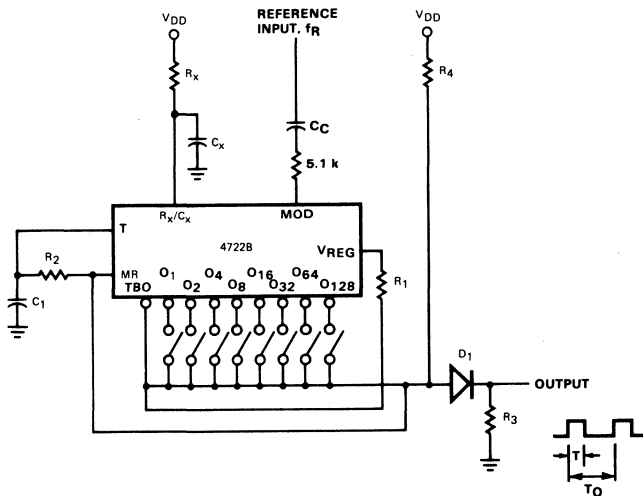 REFERENCE
INPUT, fR
VDD
VDD
Rx
R4
Cx
CC
5.1 k
Rx/Cx
MOD
T
4722B
VREG
R2
MR
O1 O4 O16 O64
TBO O2 O8 O32 O128
R1
C1
D1
OUTPUT
R3
T
TO